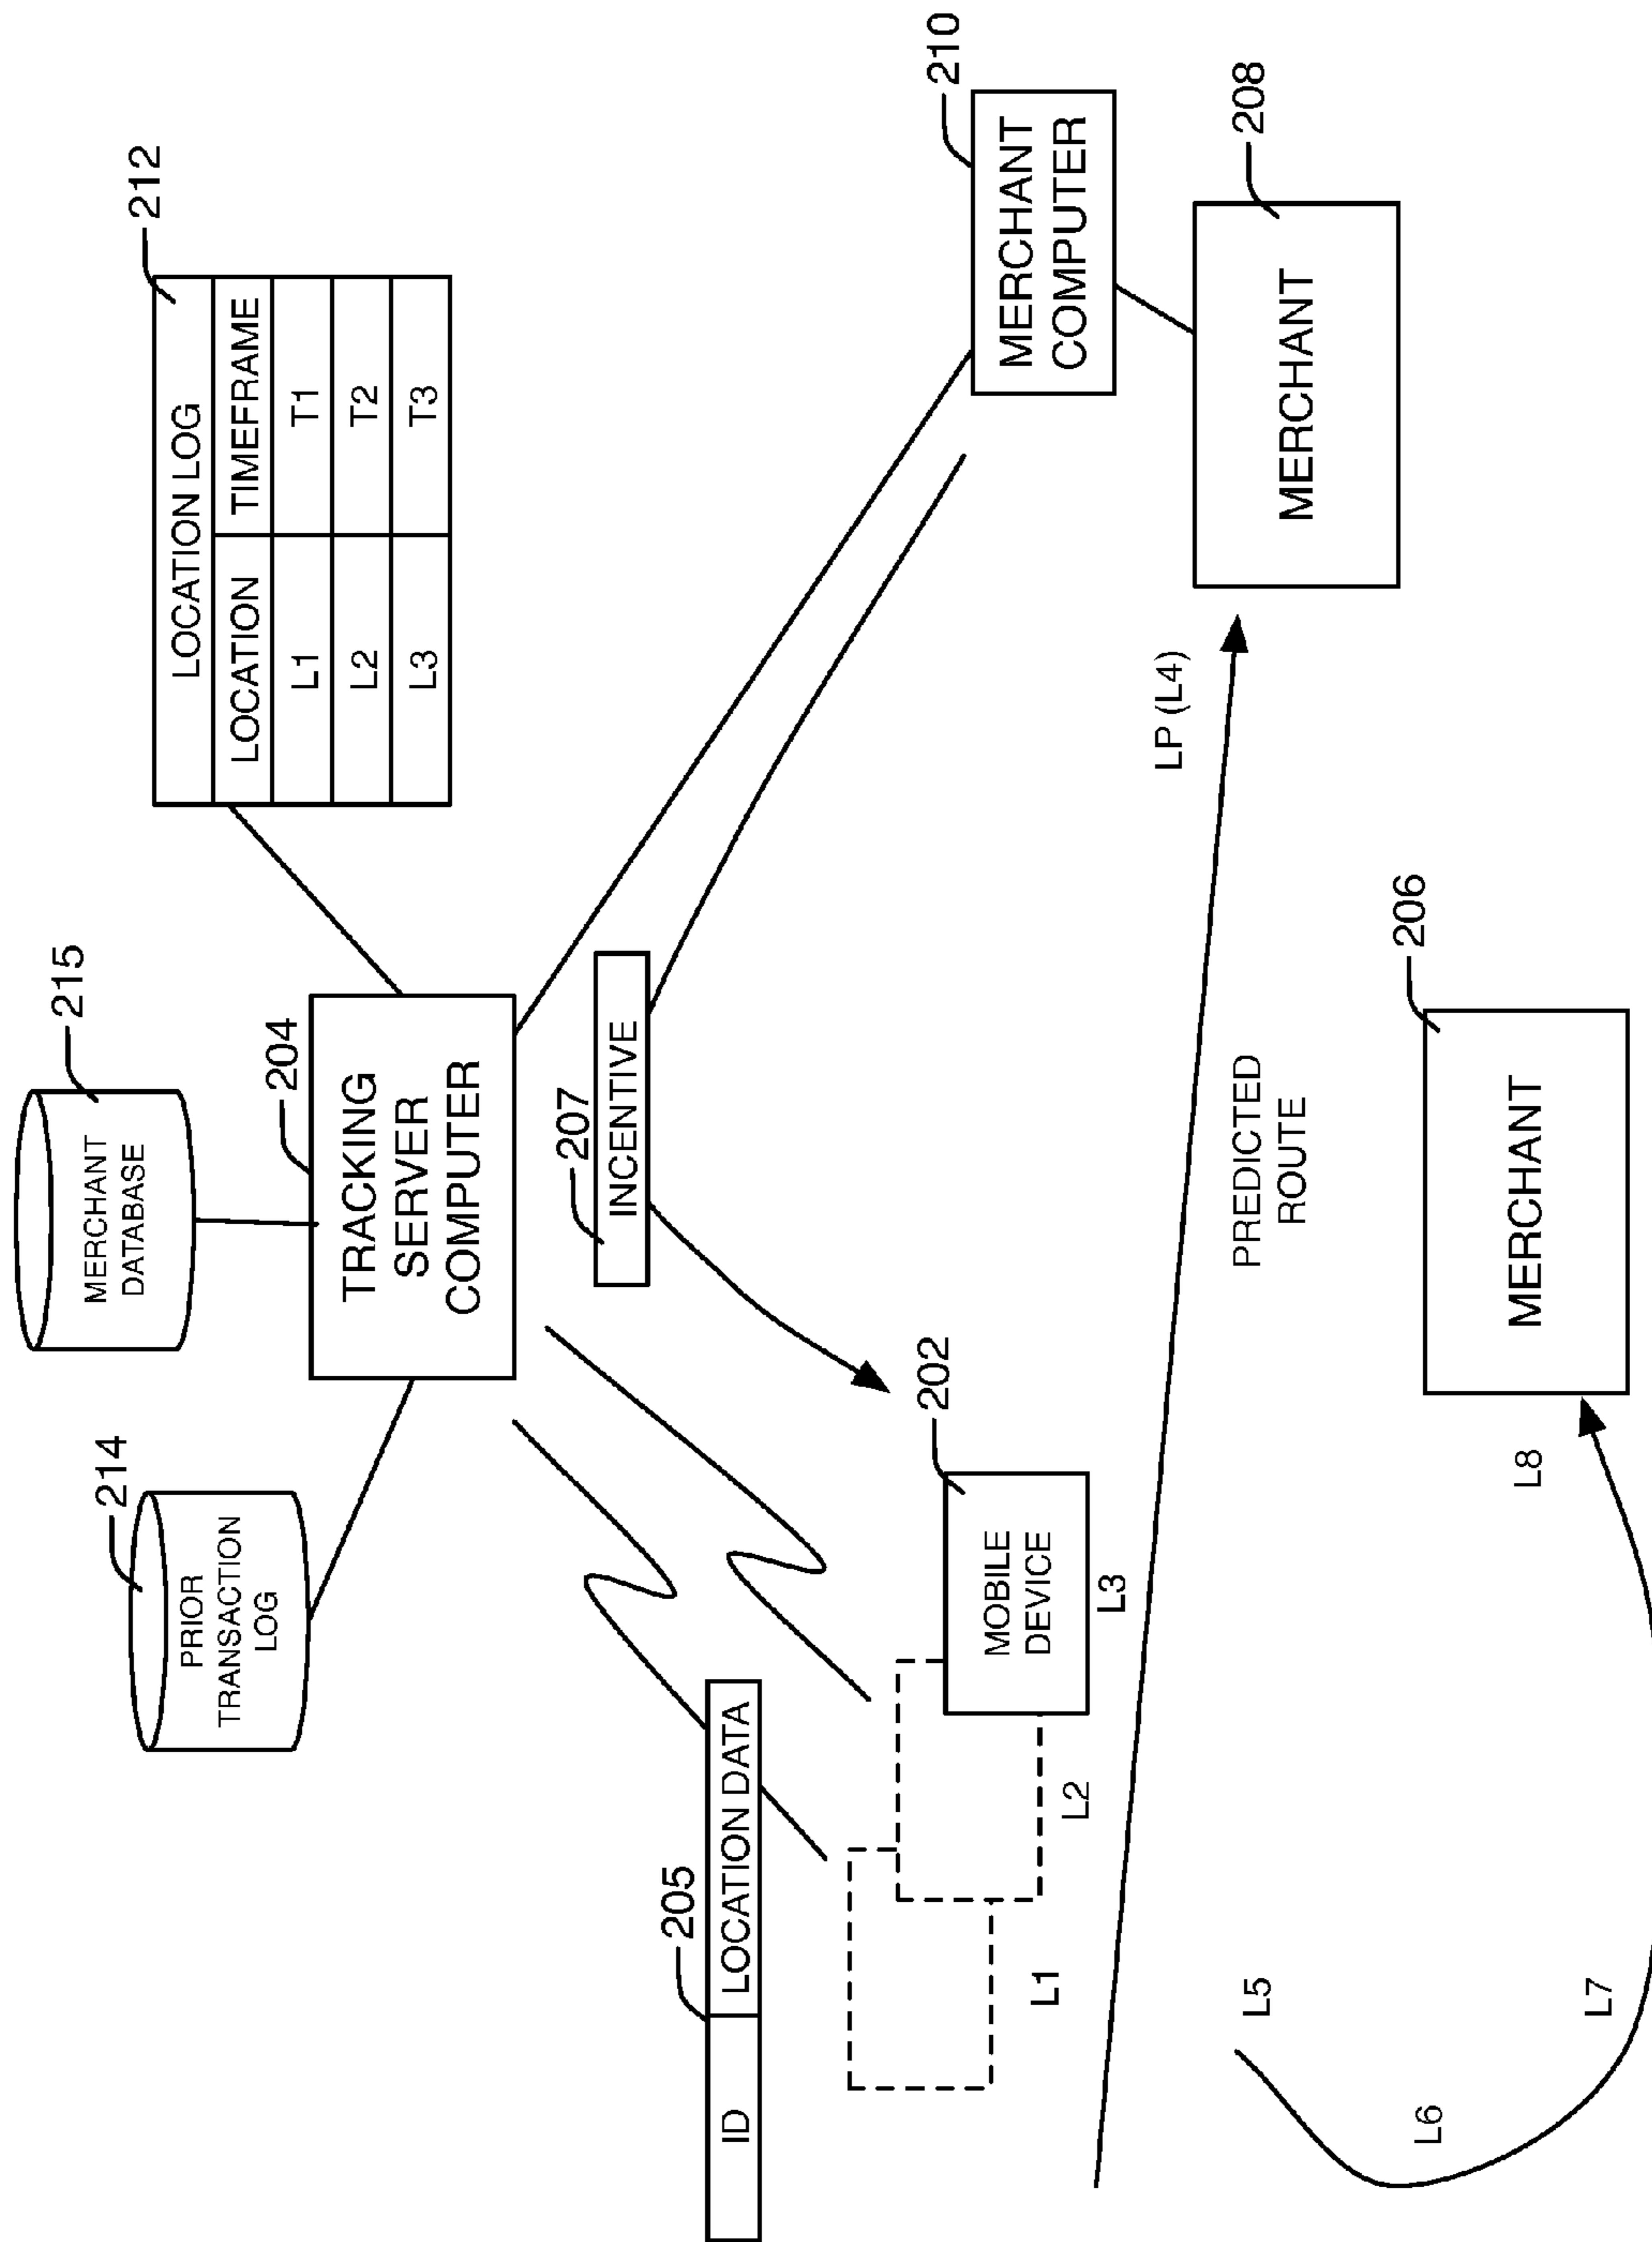 214
PRIOR
TRANSACTION
LOG
215
MERCHANT
DATABASE
212
LOCATION LOG
LOCATION TIMEFRAME
L1 T1
L2 T2
L3 T3
204
TRACKING
SERVER
COMPUTER
207
INCENTIVE
205
ID LOCATION DATA
202
MOBILE
DEVICE
L1
L2
L3
210
MERCHANT
COMPUTER
208
MERCHANT
LP (L4)
PREDICTED
ROUTE
206
MERCHANT
L5
L6
L7
L8